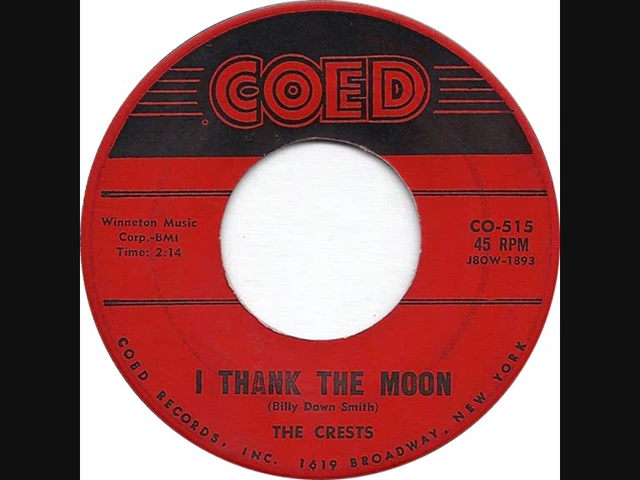 COED
Winneton Music
Corp.-BMI
Time: 2:14
CO-515
45 RPM
J8OW-1893
I THANK THE MOON
(Billy Dawn Smith)
THE CRESTS
COED RECORDS, INC. 1619 BROADWAY, NEW YORK